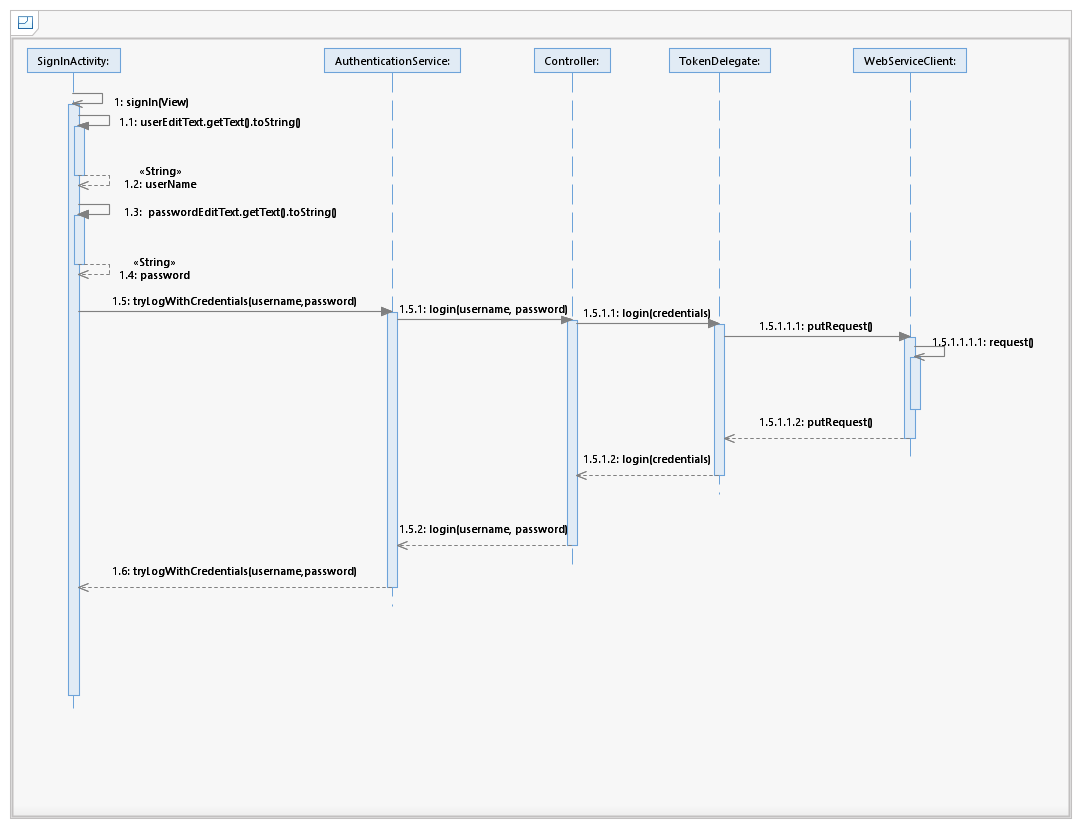 SignInActivity:
AuthenticationService:
Controller:
TokenDelegate:
WebServiceClient:
1: signIn(View)
1.1: userEditText.getText().toString()
«String»
1.2: userName
1.3: passwordEditText.getText().toString()
«String»
1.4: password
1.5: tryLogWithCredentials(username,password)
1.5.1: login(username, password)
1.5.1.1: login(credentials)
1.5.1.1.1: putRequest()
1.5.1.1.1.1: request()
1.5.1.1.2: putRequest()
1.5.1.2: login(credentials)
1.5.2: login(username, password)
1.6: tryLogWithCredentials(username,password)